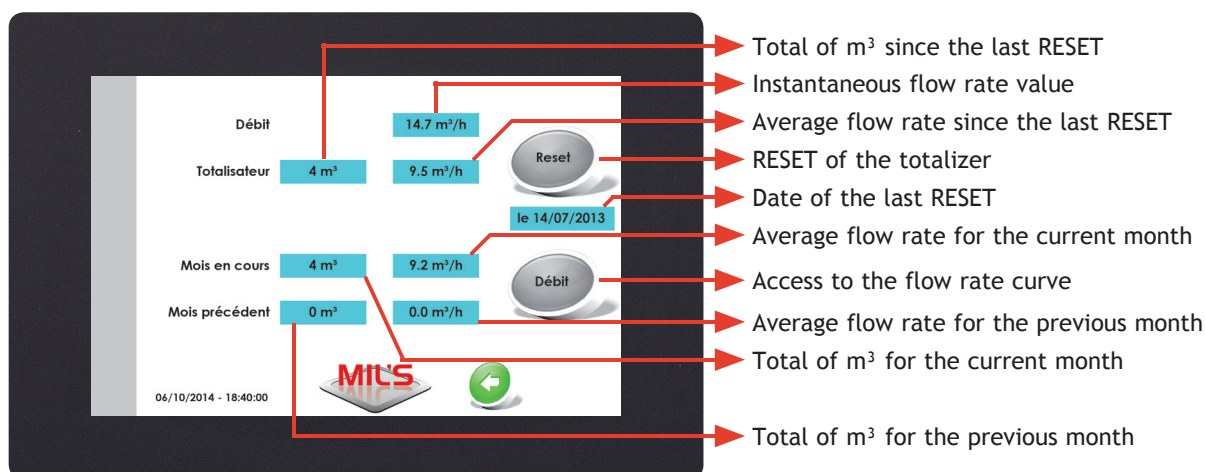 Total of m³ since the last RESET
Instantaneous flow rate value
Débit 14.7 m³/h
Average flow rate since the last RESET
Reset
RESET of the totalizer
Totalisateur 4 m³ 9.5 m³/h
Date of the last RESET
le 14/07/2013
Average flow rate for the current month
Mois en cours 4 m³ 9.2 m³/h
Débit
Access to the flow rate curve
Mois précédent 0 m³ 0.0 m³/h
Average flow rate for the previous month
Total of m³ for the current month
MIL'S
06/10/2014 - 18:40:00
Total of m³ for the previous month